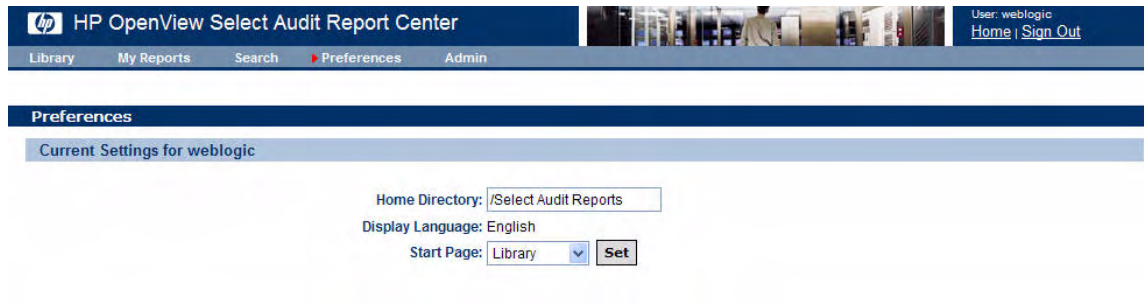 hp HP OpenView Select Audit Report Center
User: weblogic
Home | Sign Out
Library My Reports Search Preferences Admin
Preferences
Current Settings for weblogic
Home Directory: /Select Audit Reports
Display Language: English
Start Page: Library Set